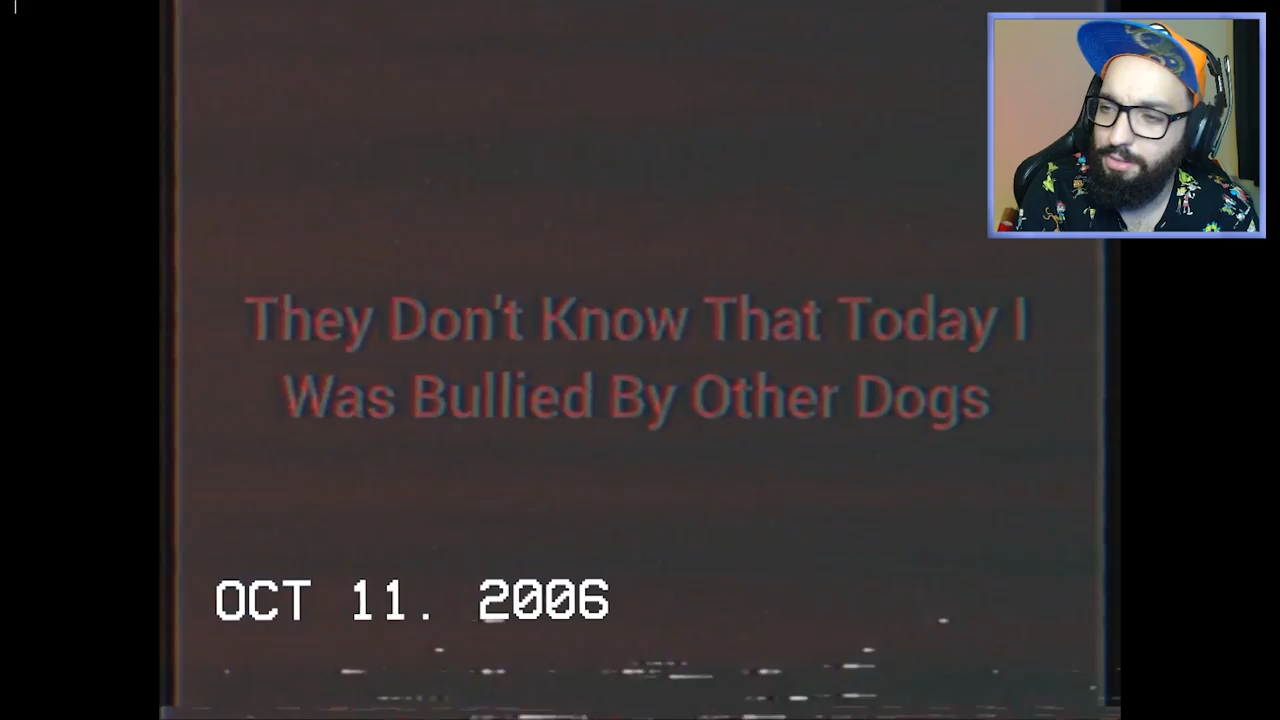 They Don't Know That Today I
Was Bullied By Other Dogs
OCT 11. 2006